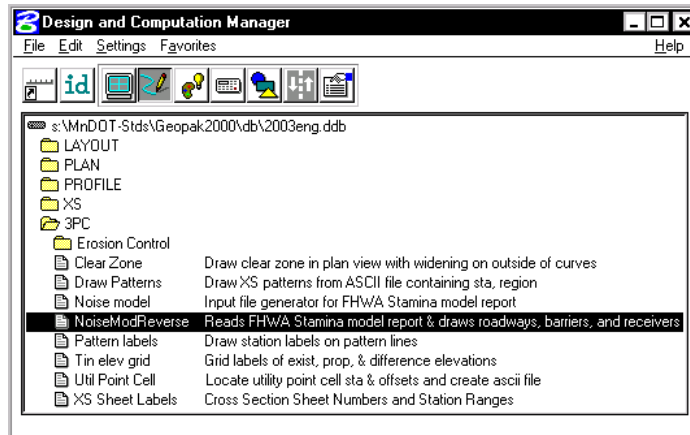 Design and Computation Manager
File Edit Settings Favorites Help
id
s:\MnDOT-Stds\Geopak2000\db\2003eng.ddb
LAYOUT
PLAN
PROFILE
XS
3PC
Erosion Control
Clear Zone Draw clear zone in plan view with widening on outside of curves
Draw Patterns Draw XS patterns from ASCII file containing sta, region
Noise model Input file generator for FHWA Stamina model report
NoiseModReverse Reads FHWA Stamina model report & draws roadways, barriers, and receivers
Pattern labels Draw station labels on pattern lines
Tin elev grid Grid labels of exist, prop, & difference elevations
Util Point Cell Locate utility point cell sta & offsets and create ascii file
XS Sheet Labels Cross Section Sheet Numbers and Station Ranges